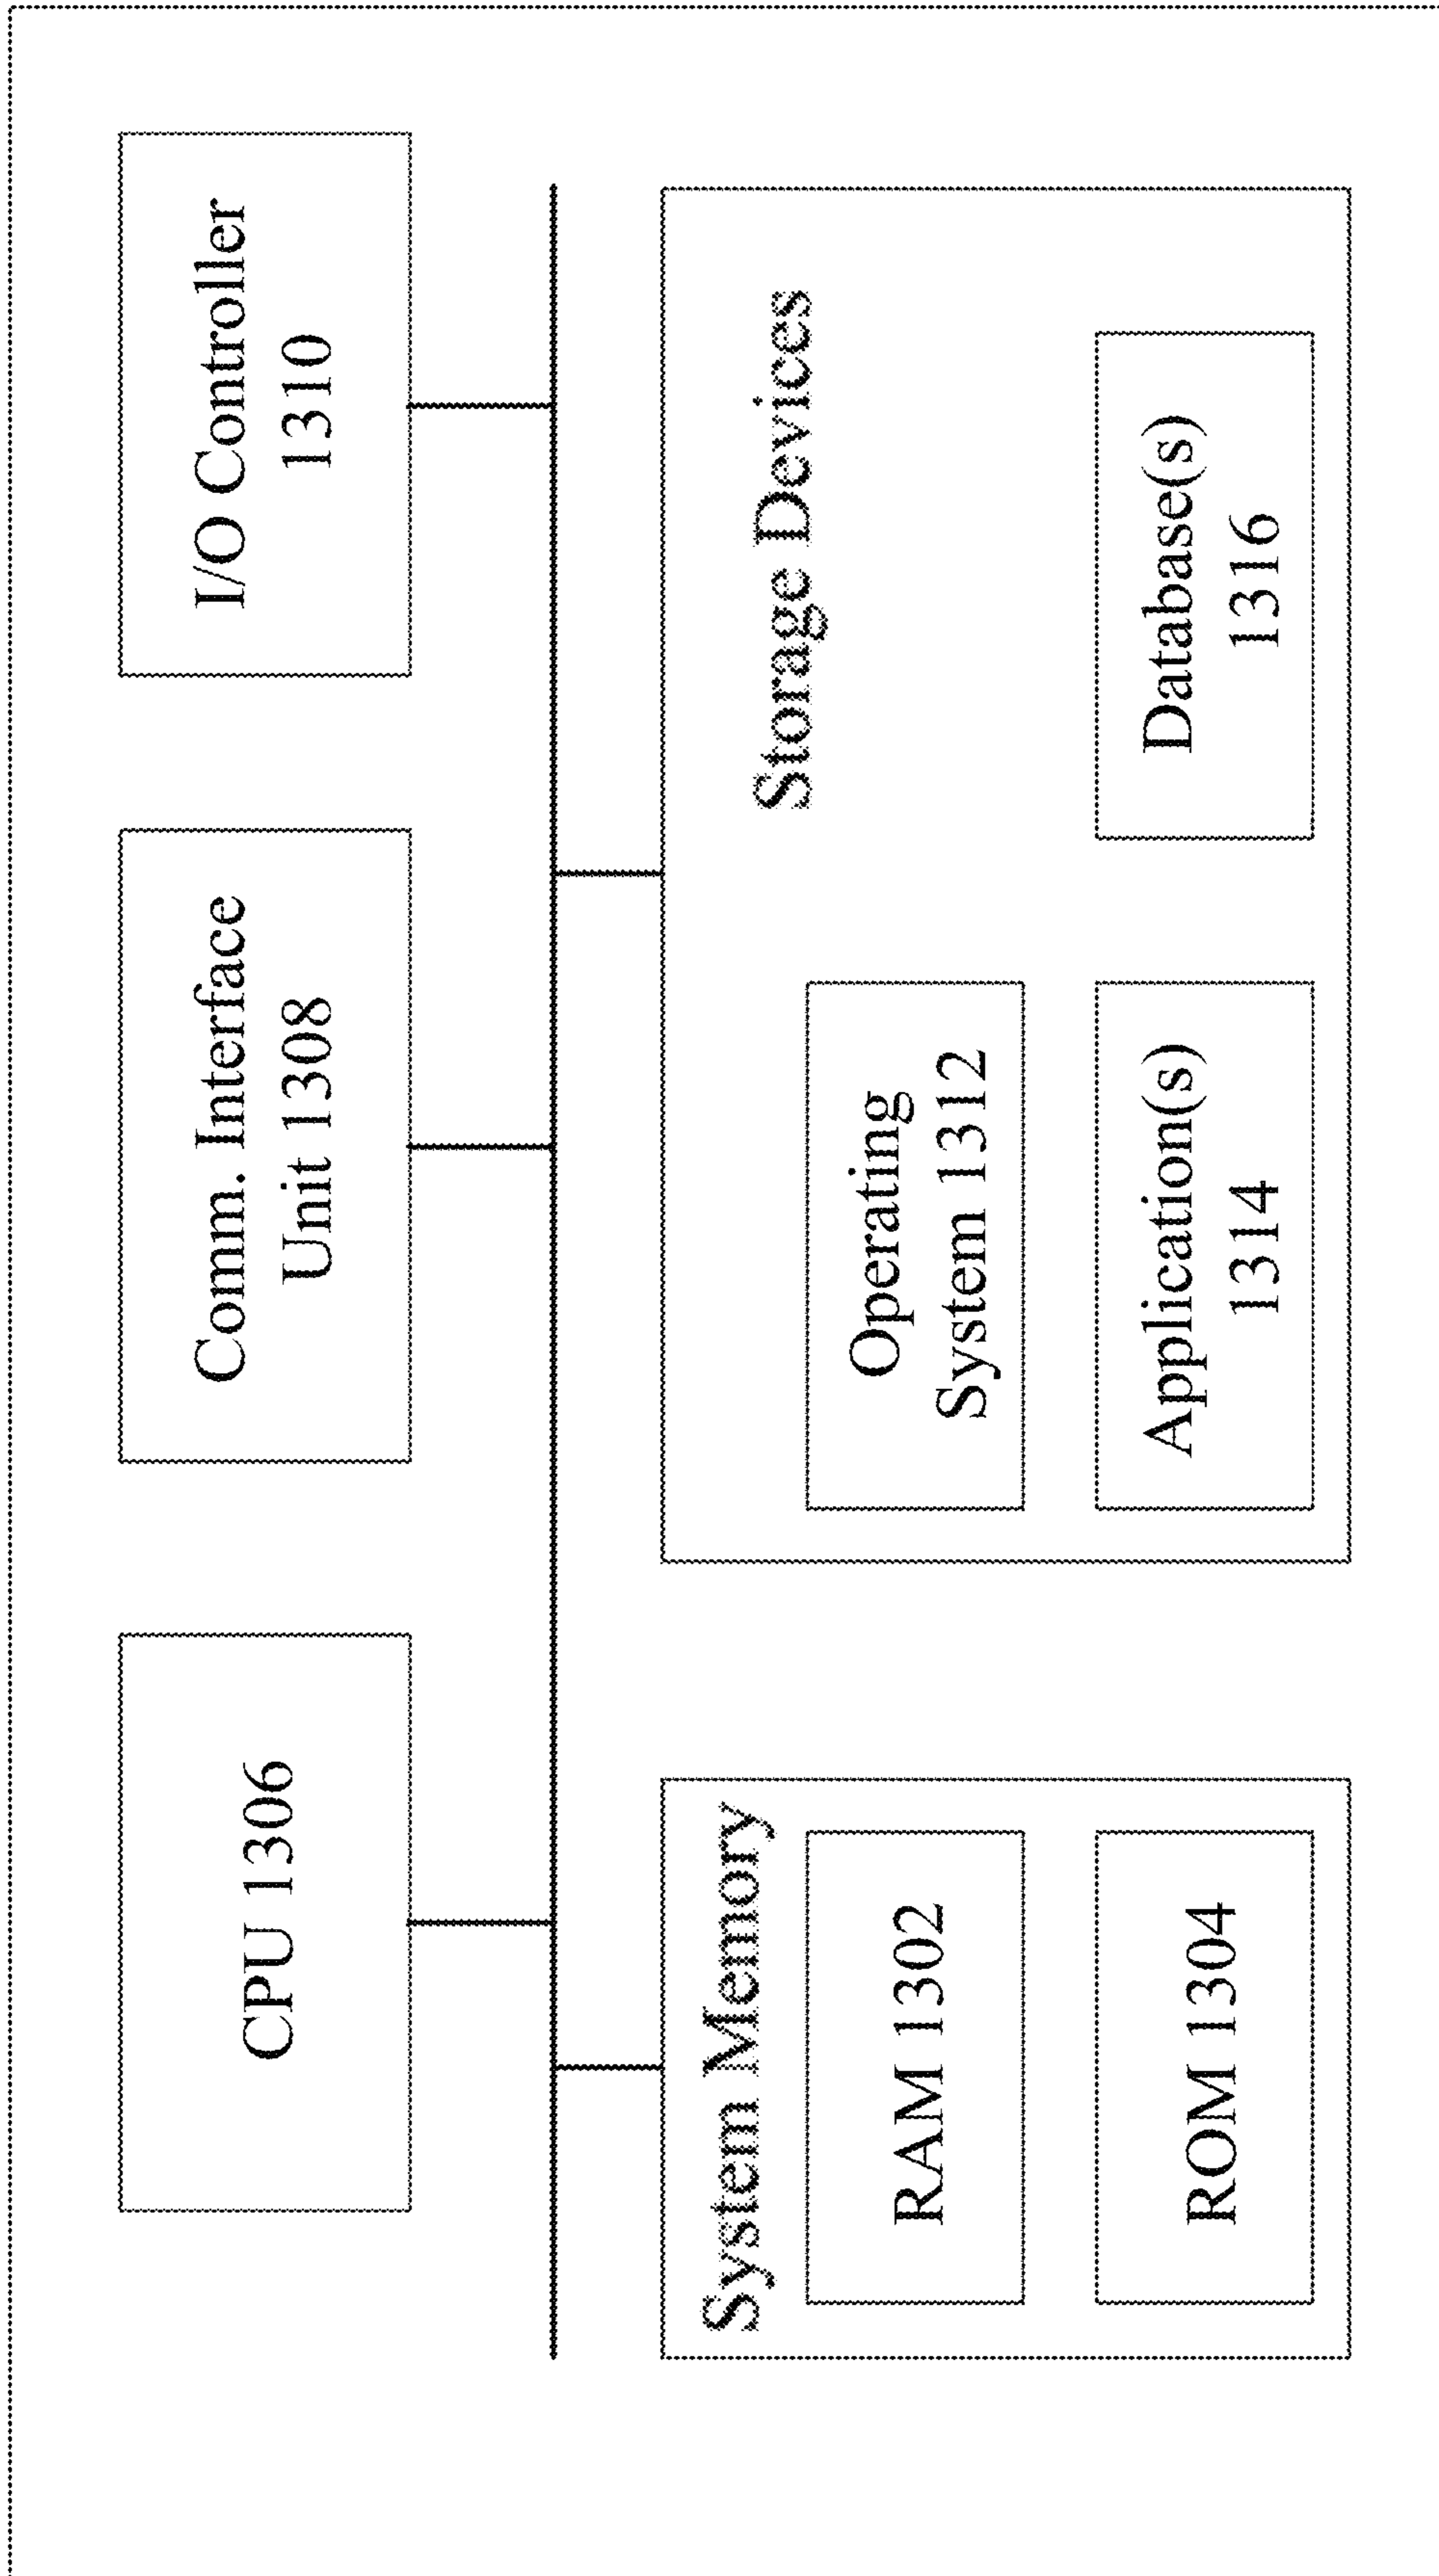 CPU 1306
Comm. Interface
Unit 1308
I/O Controller
1310
System Memory
RAM 1302
ROM 1304
Storage Devices
Operating
System 1312
Application(s)
1314
Database(s)
1316